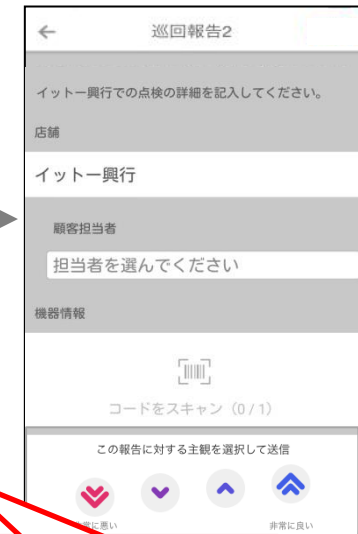 巡回報告2
イットー興行での点検の詳細を記入してください。
店舗
イットー興行
顧客担当者
担当者を選んでください
機器情報
コードをスキャン（0 / 1）
この報告に対する主観を選択して送信
常に悪い 非常に良い